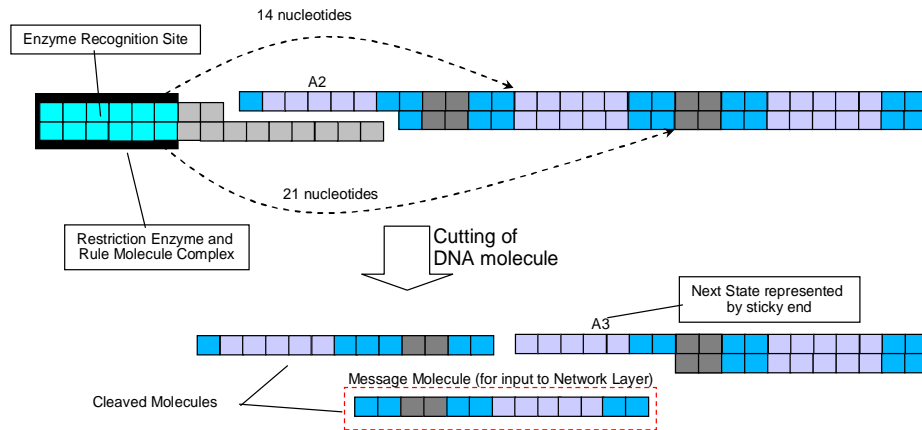 14 nucleotides
Enzyme Recognition Site
A2
21 nucleotides
Restriction Enzyme and
Rule Molecule Complex
Cutting of
DNA molecule
Next State represented
by sticky end
A3
Message Molecule (for input to Network Layer)
Cleaved Molecules